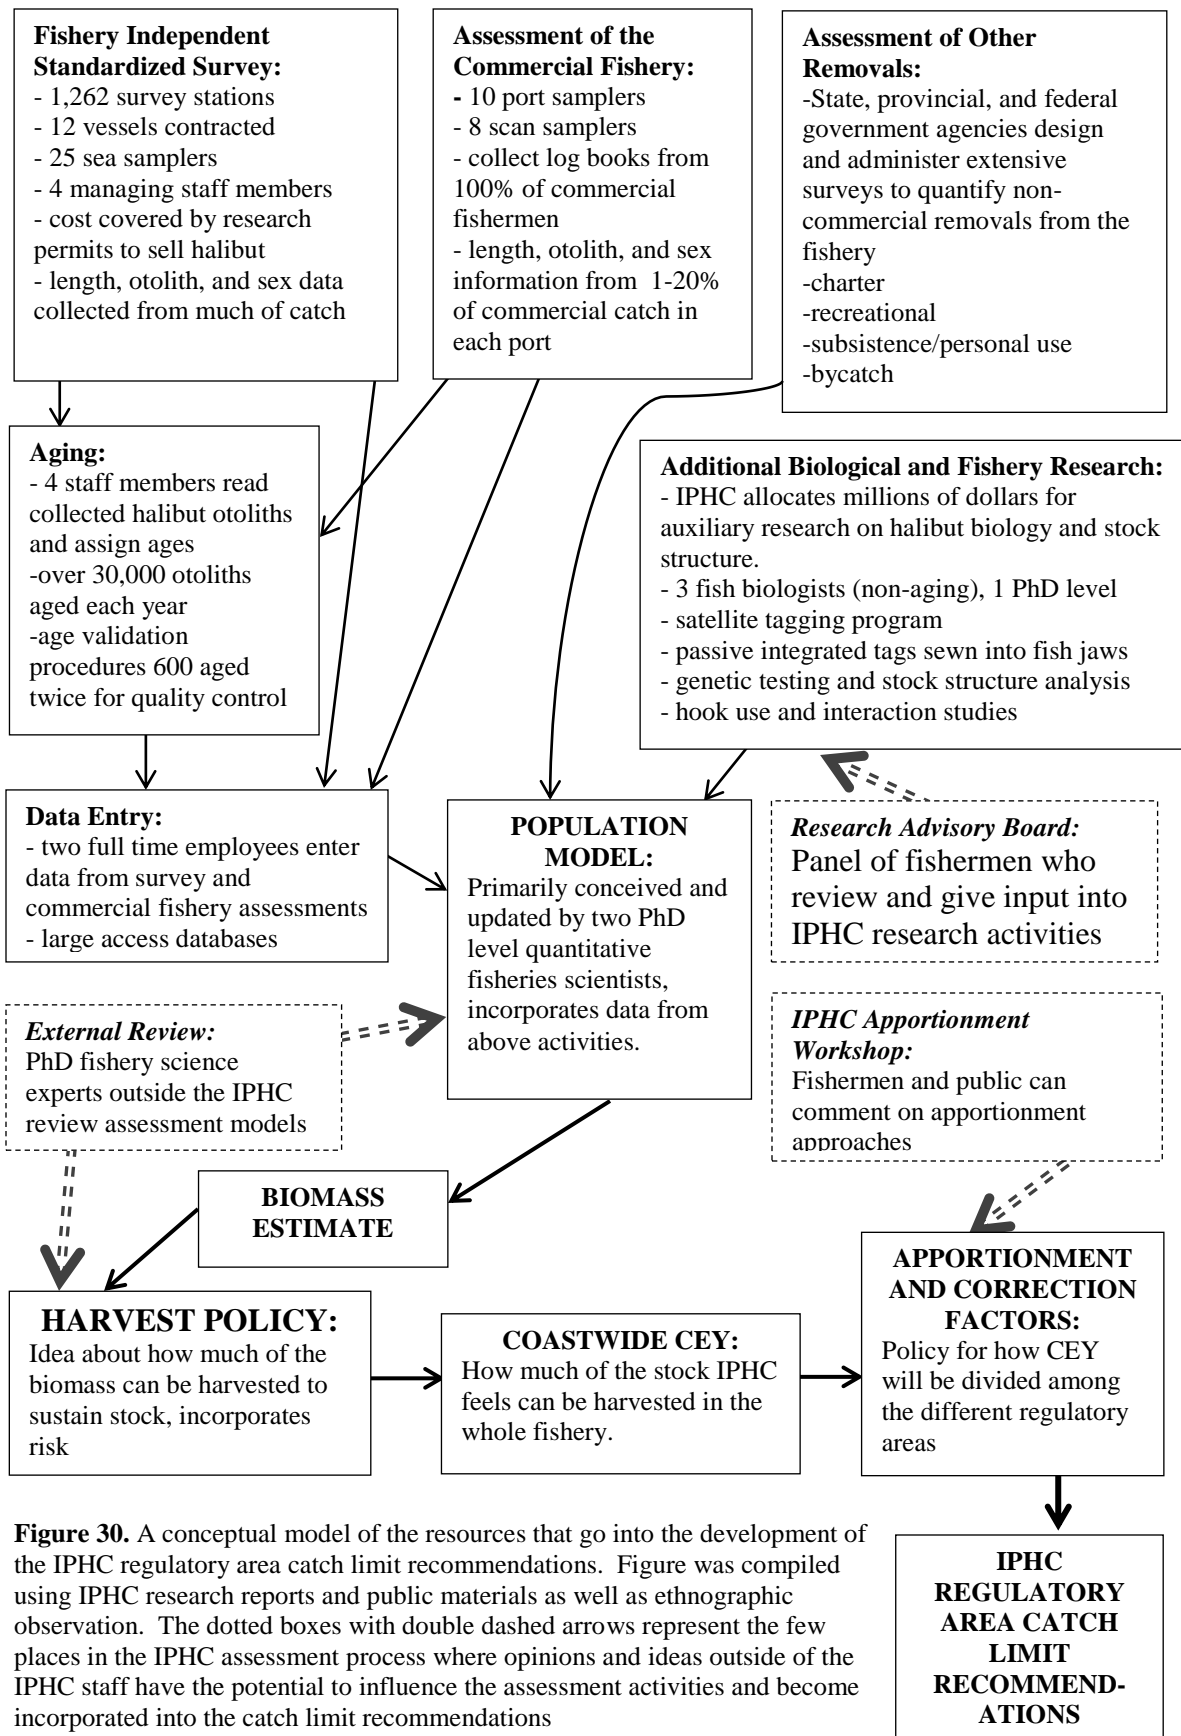 Fishery Independent
Standardized Survey:
- 1,262 survey stations
- 12 vessels contracted
- 25 sea samplers
- 4 managing staff members
- cost covered by research
permits to sell halibut
- length, otolith, and sex data
collected from much of catch
Assessment of the
Commercial Fishery:
- 10 port samplers
- 8 scan samplers
- collect log books from
100% of commercial
fishermen
- length, otolith, and sex
information from 1-20%
of commercial catch in
each port
Assessment of Other
Removals:
-State, provincial, and federal
government agencies design
and administer extensive
surveys to quantify non-
commercial removals from the
fishery
-charter
-recreational
-subsistence/personal use
-bycatch
Aging:
- 4 staff members read
collected halibut otoliths
and assign ages
-over 30,000 otoliths
aged each year
-age validation
procedures 600 aged
twice for quality control
Additional Biological and Fishery Research:
- IPHC allocates millions of dollars for
auxiliary research on halibut biology and stock
structure.
- 3 fish biologists (non-aging), 1 PhD level
- satellite tagging program
- passive integrated tags sewn into fish jaws
- genetic testing and stock structure analysis
- hook use and interaction studies
Data Entry:
- two full time employees enter
data from survey and
commercial fishery assessments
- large access databases
POPULATION
MODEL:
Primarily conceived and
updated by two PhD
level quantitative
fisheries scientists,
incorporates data from
above activities.
Research Advisory Board:
Panel of fishermen who
review and give input into
IPHC research activities
External Review:
PhD fishery science
experts outside the IPHC
review assessment models
IPHC Apportionment
Workshop:
Fishermen and public can
comment on apportionment
approaches
BIOMASS
ESTIMATE
HARVEST POLICY:
Idea about how much of the
biomass can be harvested to
sustain stock, incorporates
risk
COASTWIDE CEY:
How much of the stock IPHC
feels can be harvested in the
whole fishery.
APPORTIONMENT
AND CORRECTION
FACTORS:
Policy for how CEY
will be divided among
the different regulatory
areas
Figure 30. A conceptual model of the resources that go into the development of
the IPHC regulatory area catch limit recommendations. Figure was compiled
using IPHC research reports and public materials as well as ethnographic
observation. The dotted boxes with double dashed arrows represent the few
places in the IPHC assessment process where opinions and ideas outside of the
IPHC staff have the potential to influence the assessment activities and become
incorporated into the catch limit recommendations
IPHC
REGULATORY
AREA CATCH
LIMIT
RECOMMEND-
ATIONS